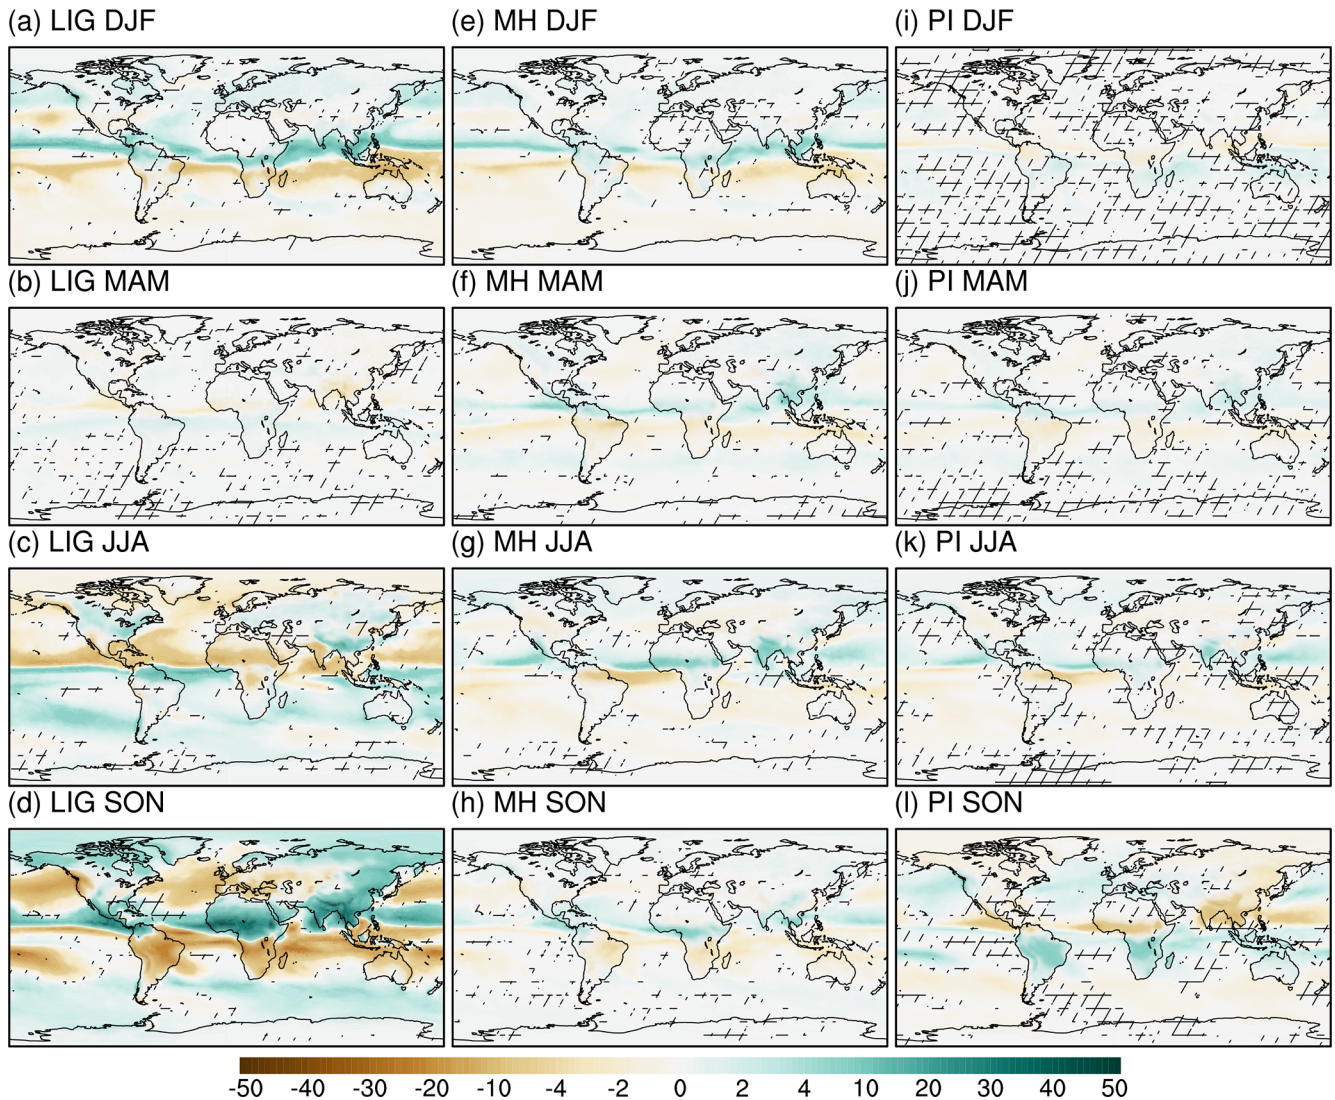 (a) LIG DJF
(e) MH DJF
(i) PI DJF
(b) LIG MAM
(f) MH MAM
(j) PI MAM
(c) LIG JJA
(g) MH JJA
(k) PI JJA
(d) LIG SON
(h) MH SON
(l) PI SON
-50 -40 -30 -20 -10 -4 -2 0 2 4 10 20 30 40 50